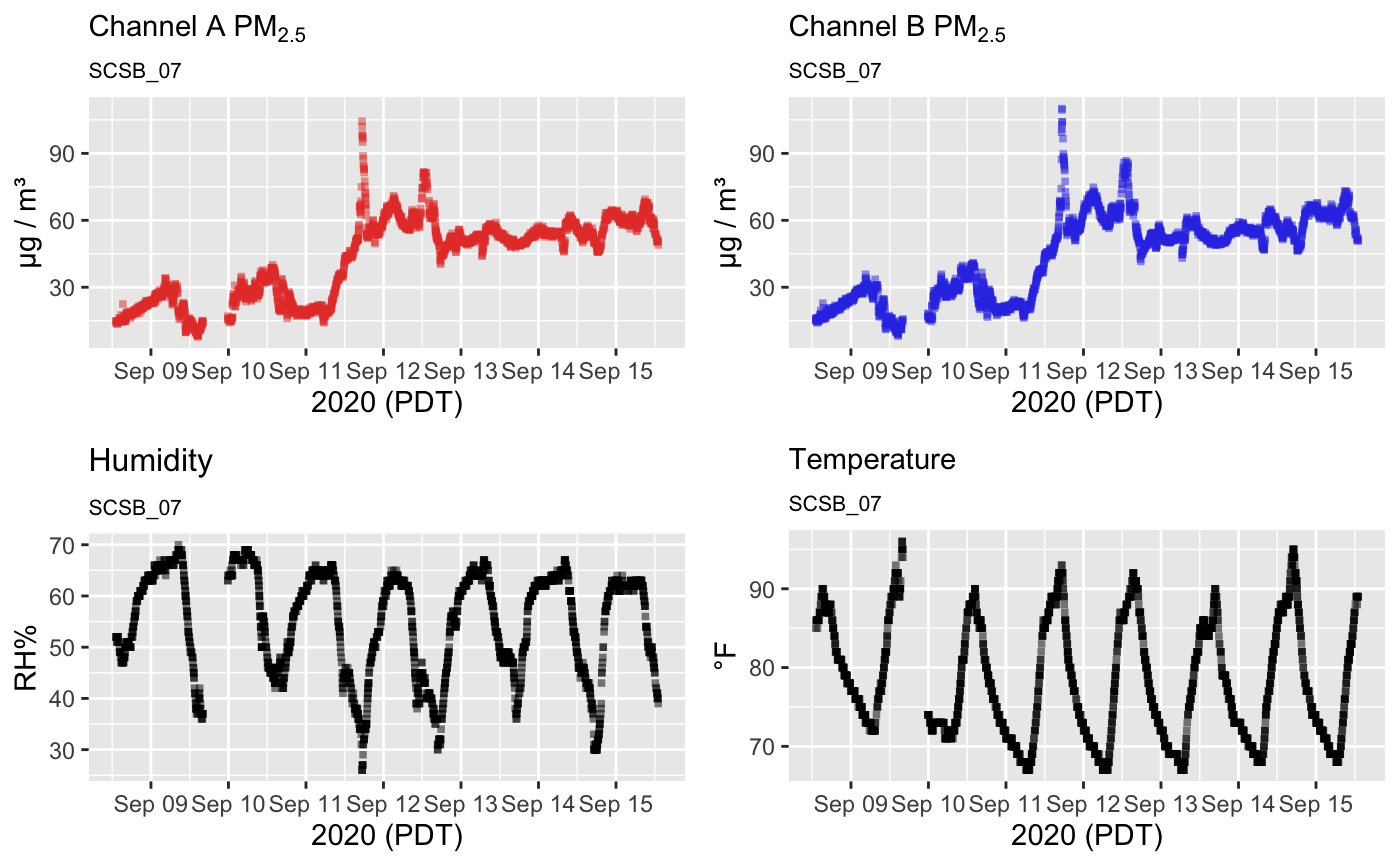 Channel A PM2.5
SCSB_07
µg / m³
90
60
30
Sep 09 Sep 10 Sep 11 Sep 12 Sep 13 Sep 14 Sep 15
2020 (PDT)
Channel B PM2.5
SCSB_07
µg / m³
90
60
30
Sep 09 Sep 10 Sep 11 Sep 12 Sep 13 Sep 14 Sep 15
2020 (PDT)
Humidity
SCSB_07
RH%
70
60
50
40
30
Sep 09 Sep 10 Sep 11 Sep 12 Sep 13 Sep 14 Sep 15
2020 (PDT)
Temperature
SCSB_07
°F
90
80
70
Sep 09 Sep 10 Sep 11 Sep 12 Sep 13 Sep 14 Sep 15
2020 (PDT)